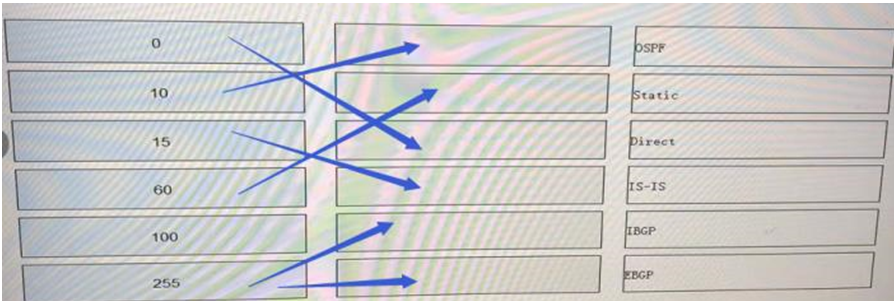 0 OSPF
10 Static
15 Direct
60 IS-IS
100 IBGP
255 EBGP